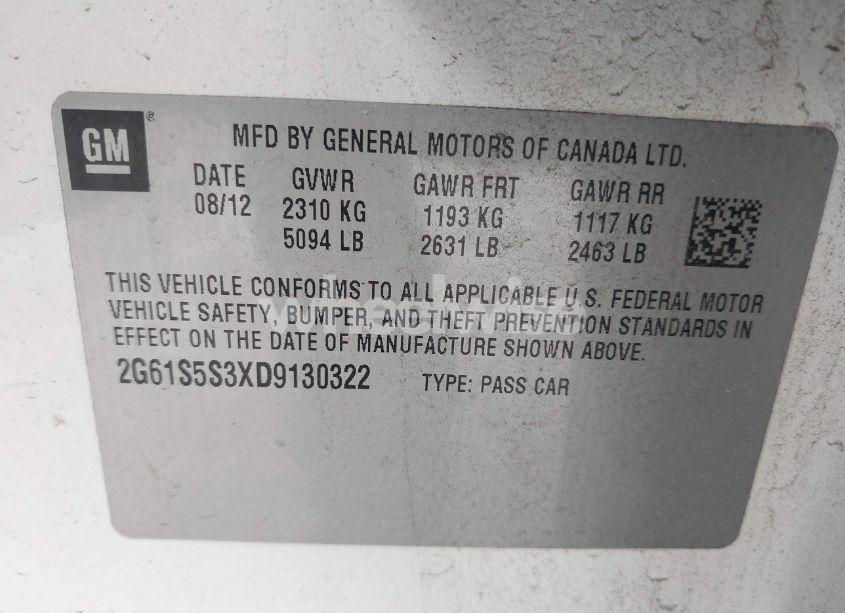 GM ®
MFD BY GENERAL MOTORS OF CANADA LTD.
DATE GVWR GAWR FRT GAWR RR
08/12 2310 KG 1193 KG 1117 KG
5094 LB 2631 LB 2463 LB
THIS VEHICLE CONFORMS TO ALL APPLICABLE U.S. FEDERAL MOTOR
VEHICLE SAFETY, BUMPER, AND THEFT PREVENTION STANDARDS IN
EFFECT ON THE DATE OF MANUFACTURE SHOWN ABOVE.
2G61S5S3XD9130322 TYPE: PASS CAR